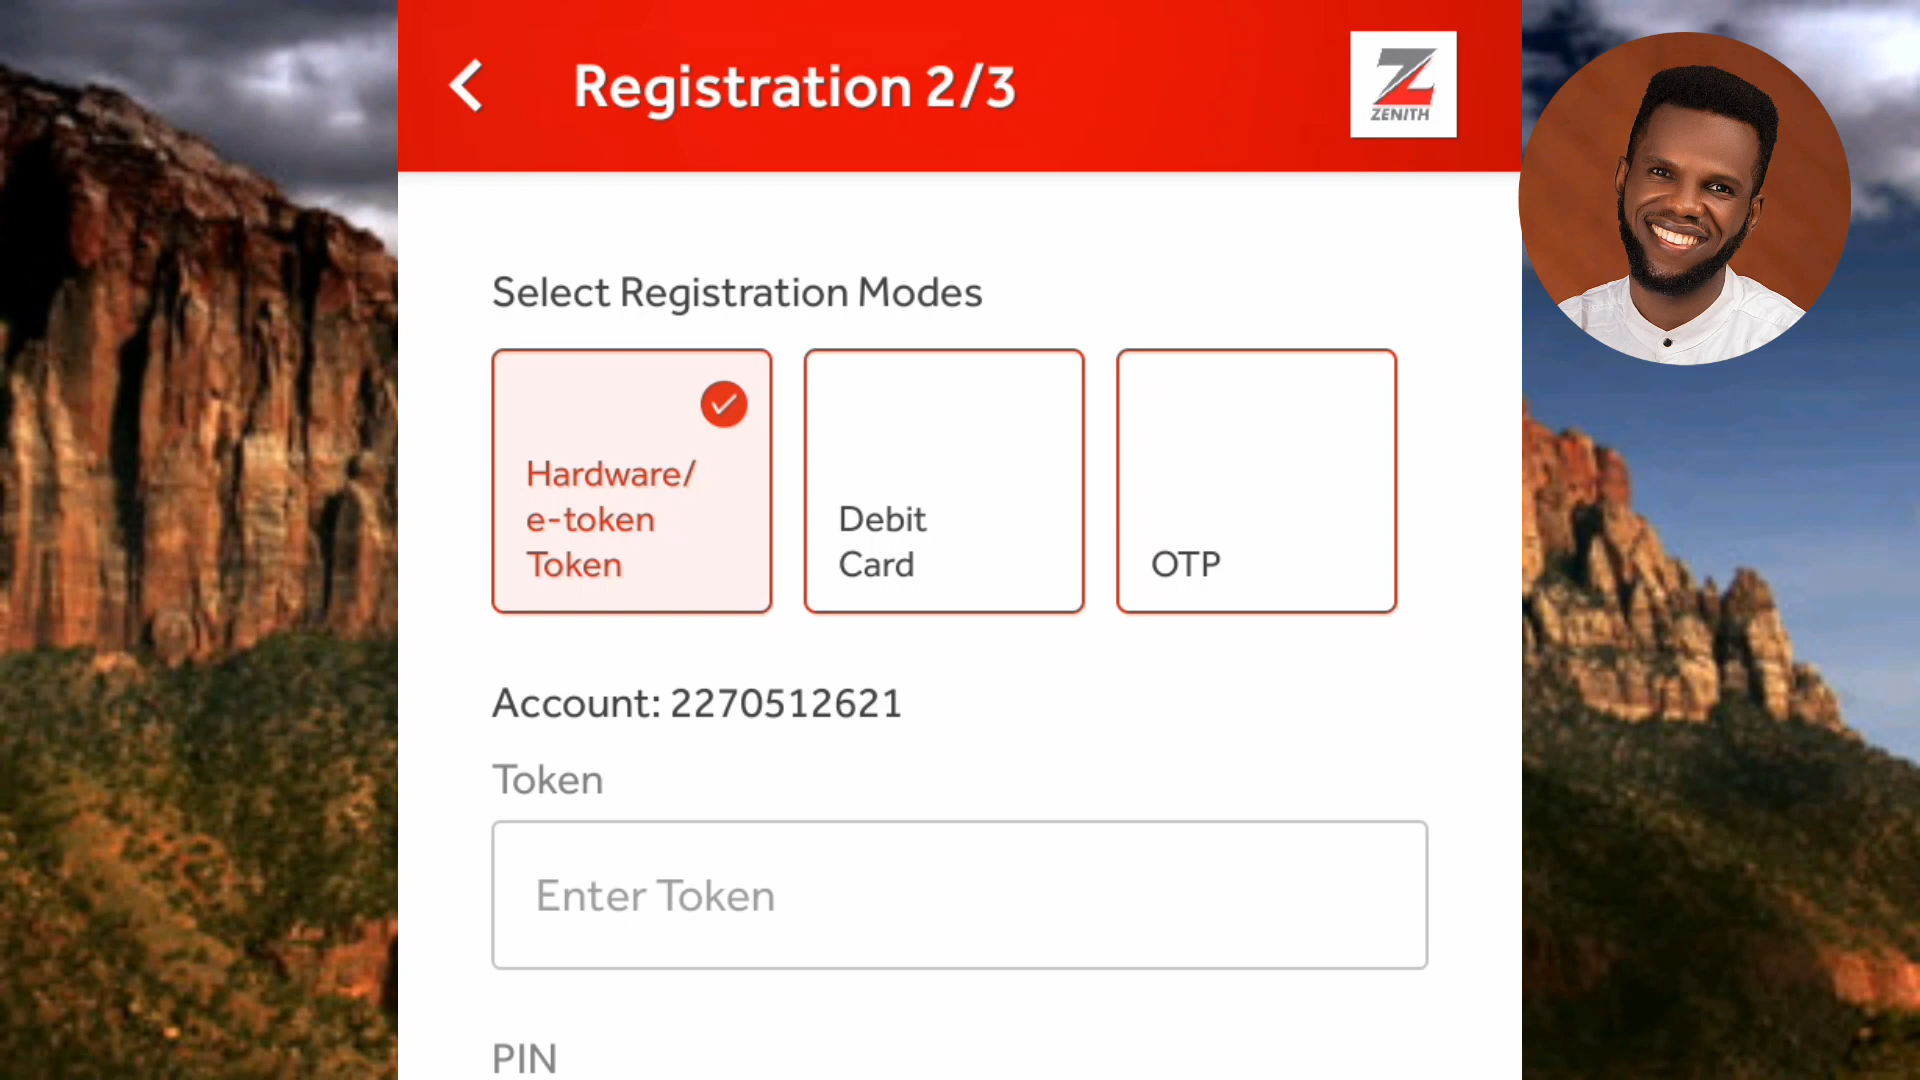 Registration 2/3
ZENITH
Select Registration Modes
Hardware/
e-token
Token
Debit
Card
OTP
Account: 2270512621
Token
Enter Token
PIN